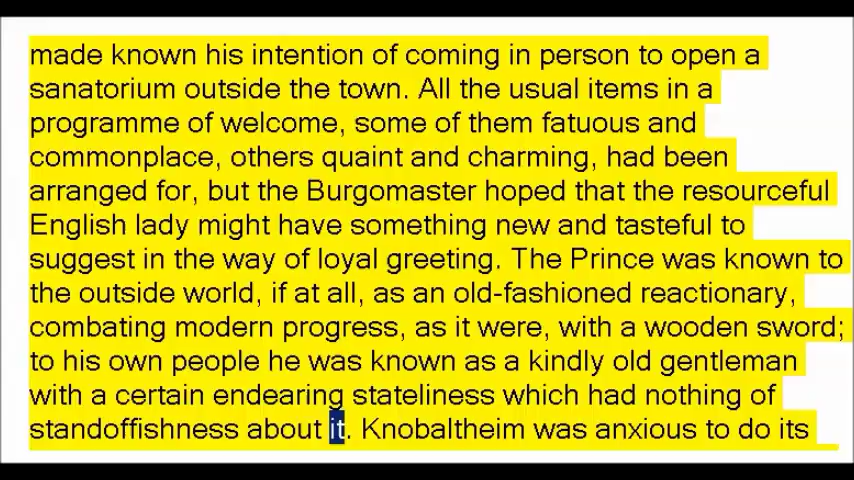 made known his intention of coming in person to open a
sanatorium outside the town. All the usual items in a
programme of welcome, some of them fatuous and
commonplace, others quaint and charming, had been
arranged for, but the Burgomaster hoped that the resourceful
English lady might have something new and tasteful to
suggest in the way of loyal greeting. The Prince was known to
the outside world, if at all, as an old-fashioned reactionary,
combating modern progress, as it were, with a wooden sword;
to his own people he was known as a kindly old gentleman
with a certain endearing stateliness which had nothing of
standoffishness about it. Knobaltheim was anxious to do its